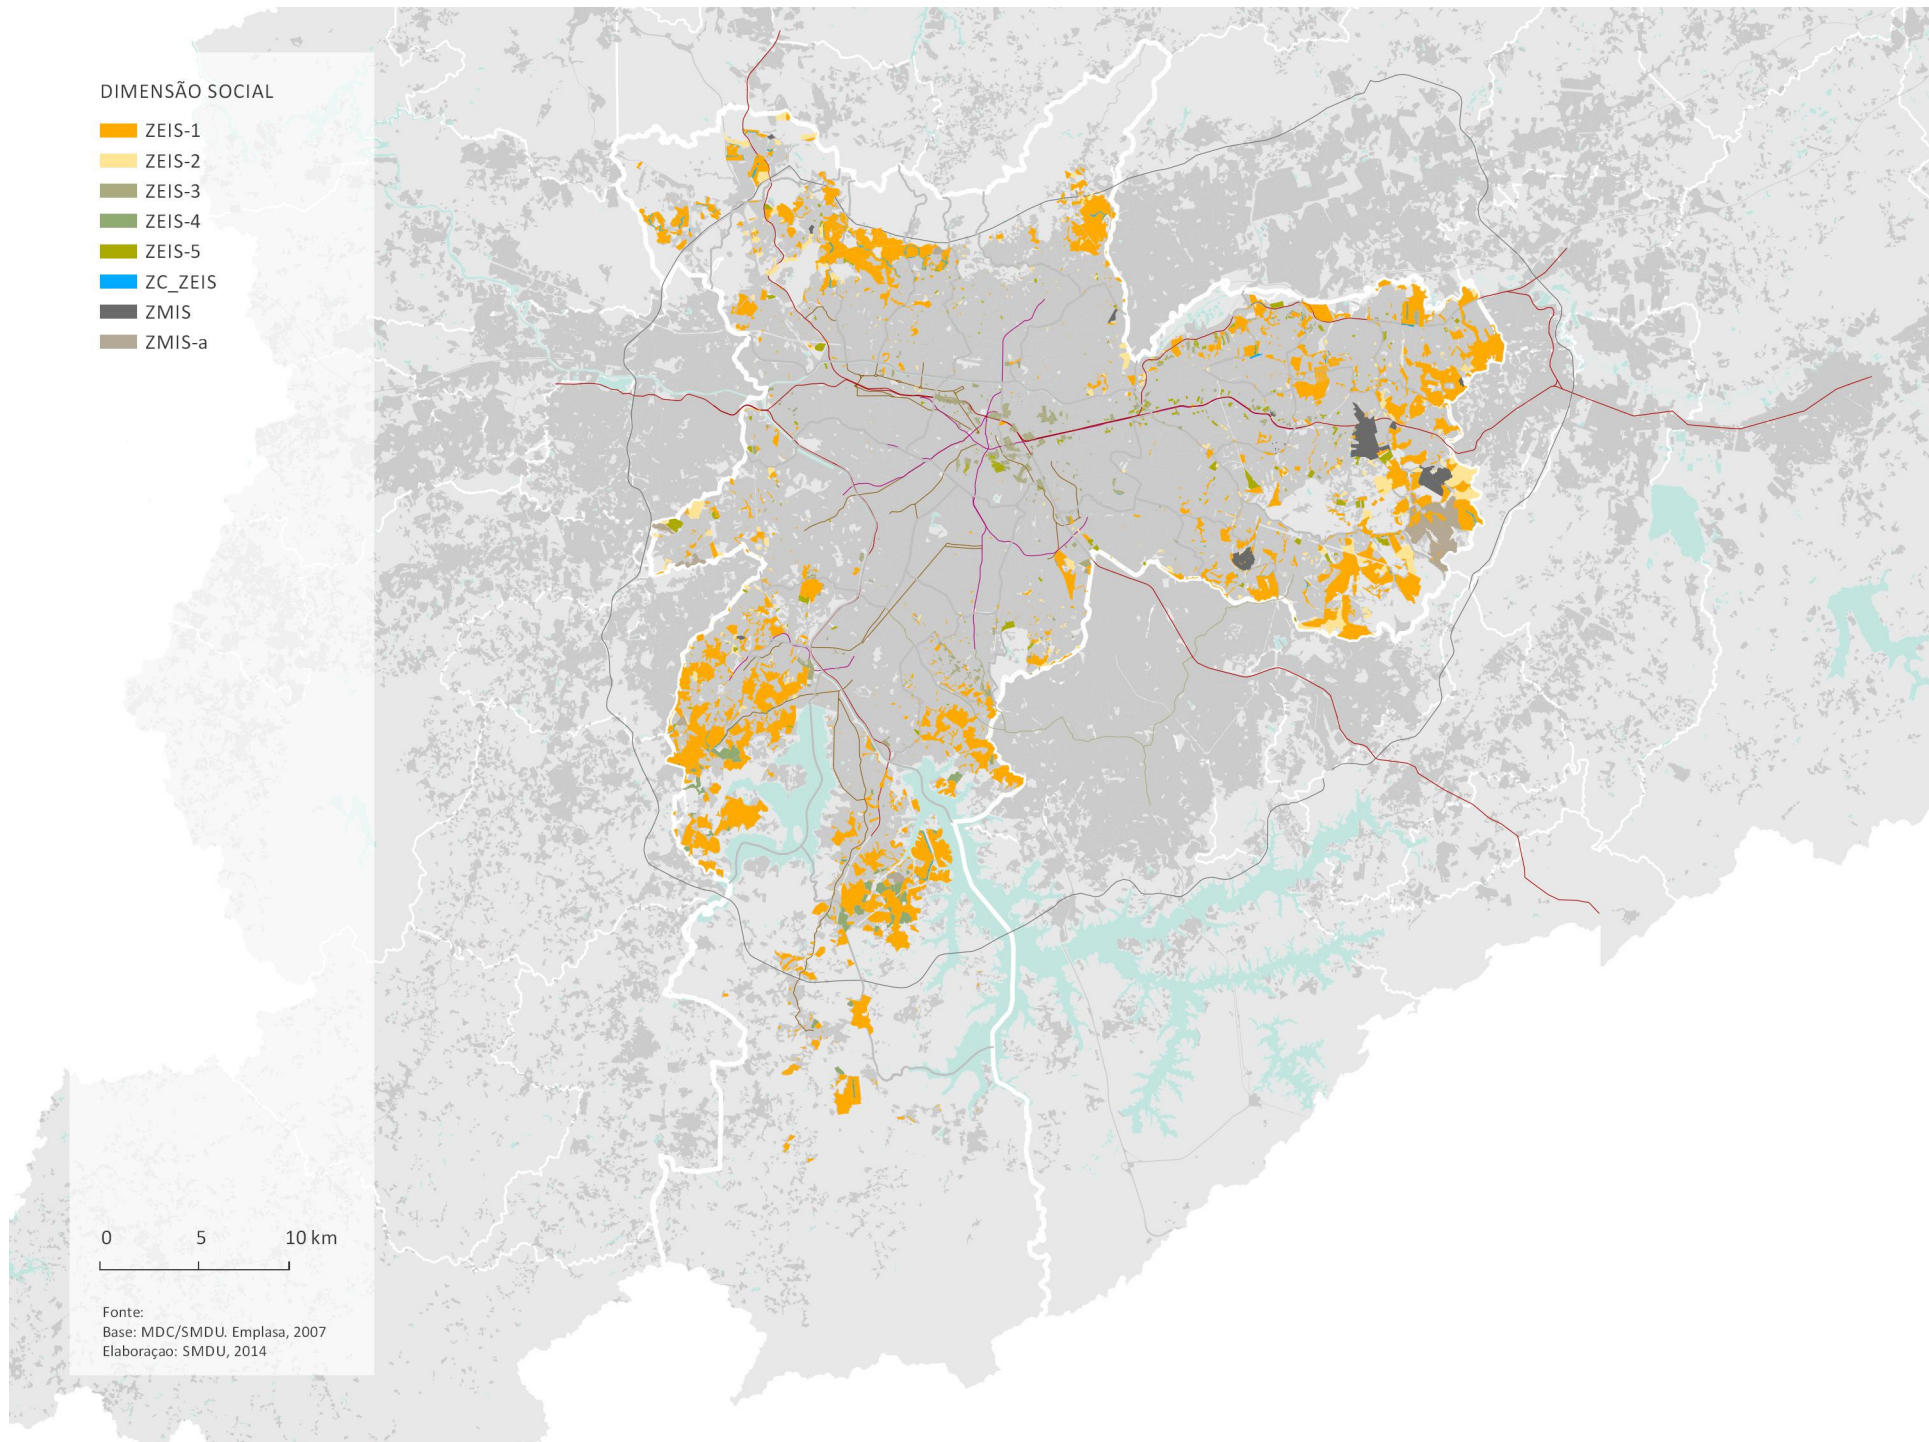 DIMENSÃO SOCIAL
ZEIS-1
ZEIS-2
ZEIS-3
ZEIS-4
ZEIS-5
ZC_ZEIS
ZMIS
ZMIS-a
0 5 10 km
Fonte:
Base: MDC/SMDU. Emplasa, 2007
Elaboraçao: SMDU, 2014